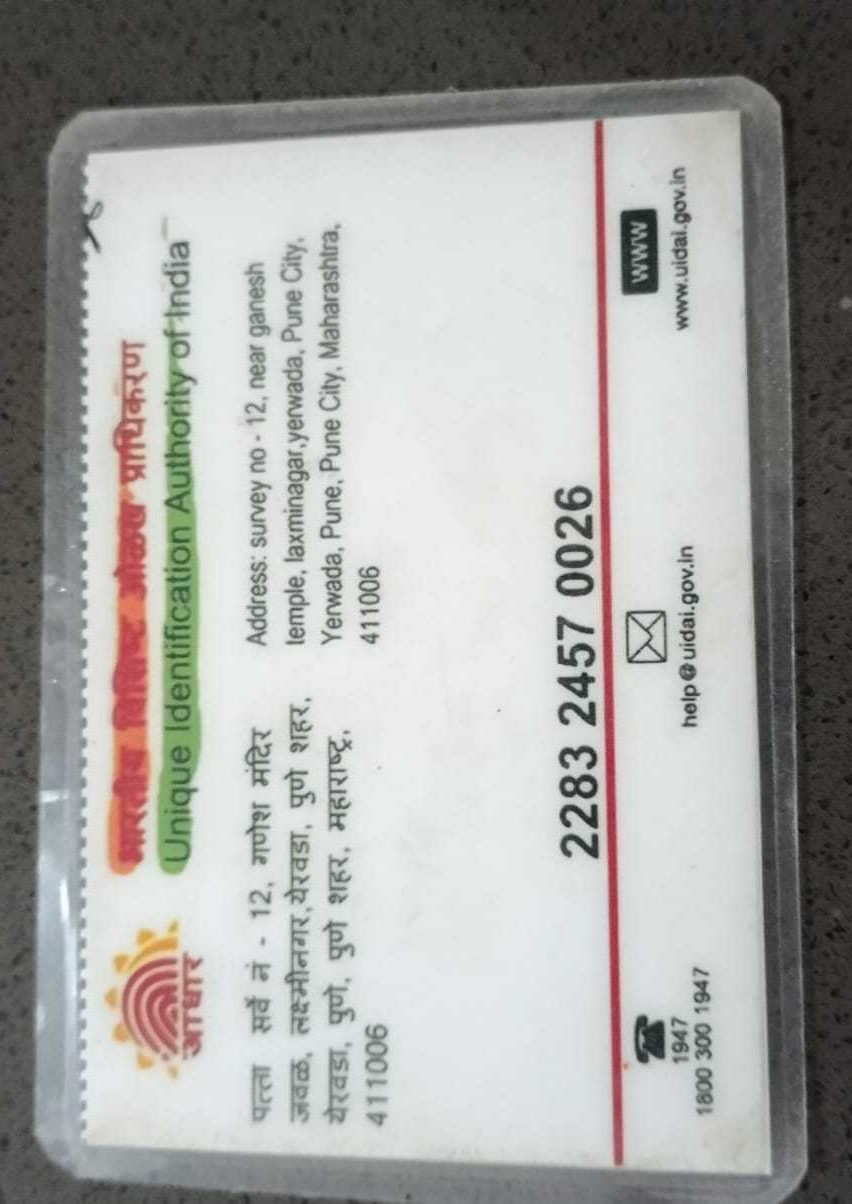 भारतीय विशिष्ट ओळख प्राधिकरण
Unique Identification Authority of India
आधार
पत्ता सर्वे नं - 12, गणेश मंदिर
जवळ, लक्ष्मीनगर,येरवडा, पुणे शहर,
येरवडा, पुणे, पुणे शहर, महाराष्ट्र,
411006
Address: survey no - 12, near ganesh
temple, laxminagar,yerwada, Pune City,
Yerwada, Pune, Pune City, Maharashtra,
411006
2283 2457 0026
1947
1800 300 1947
help@uidai.gov.in
www
www.uidai.gov.in